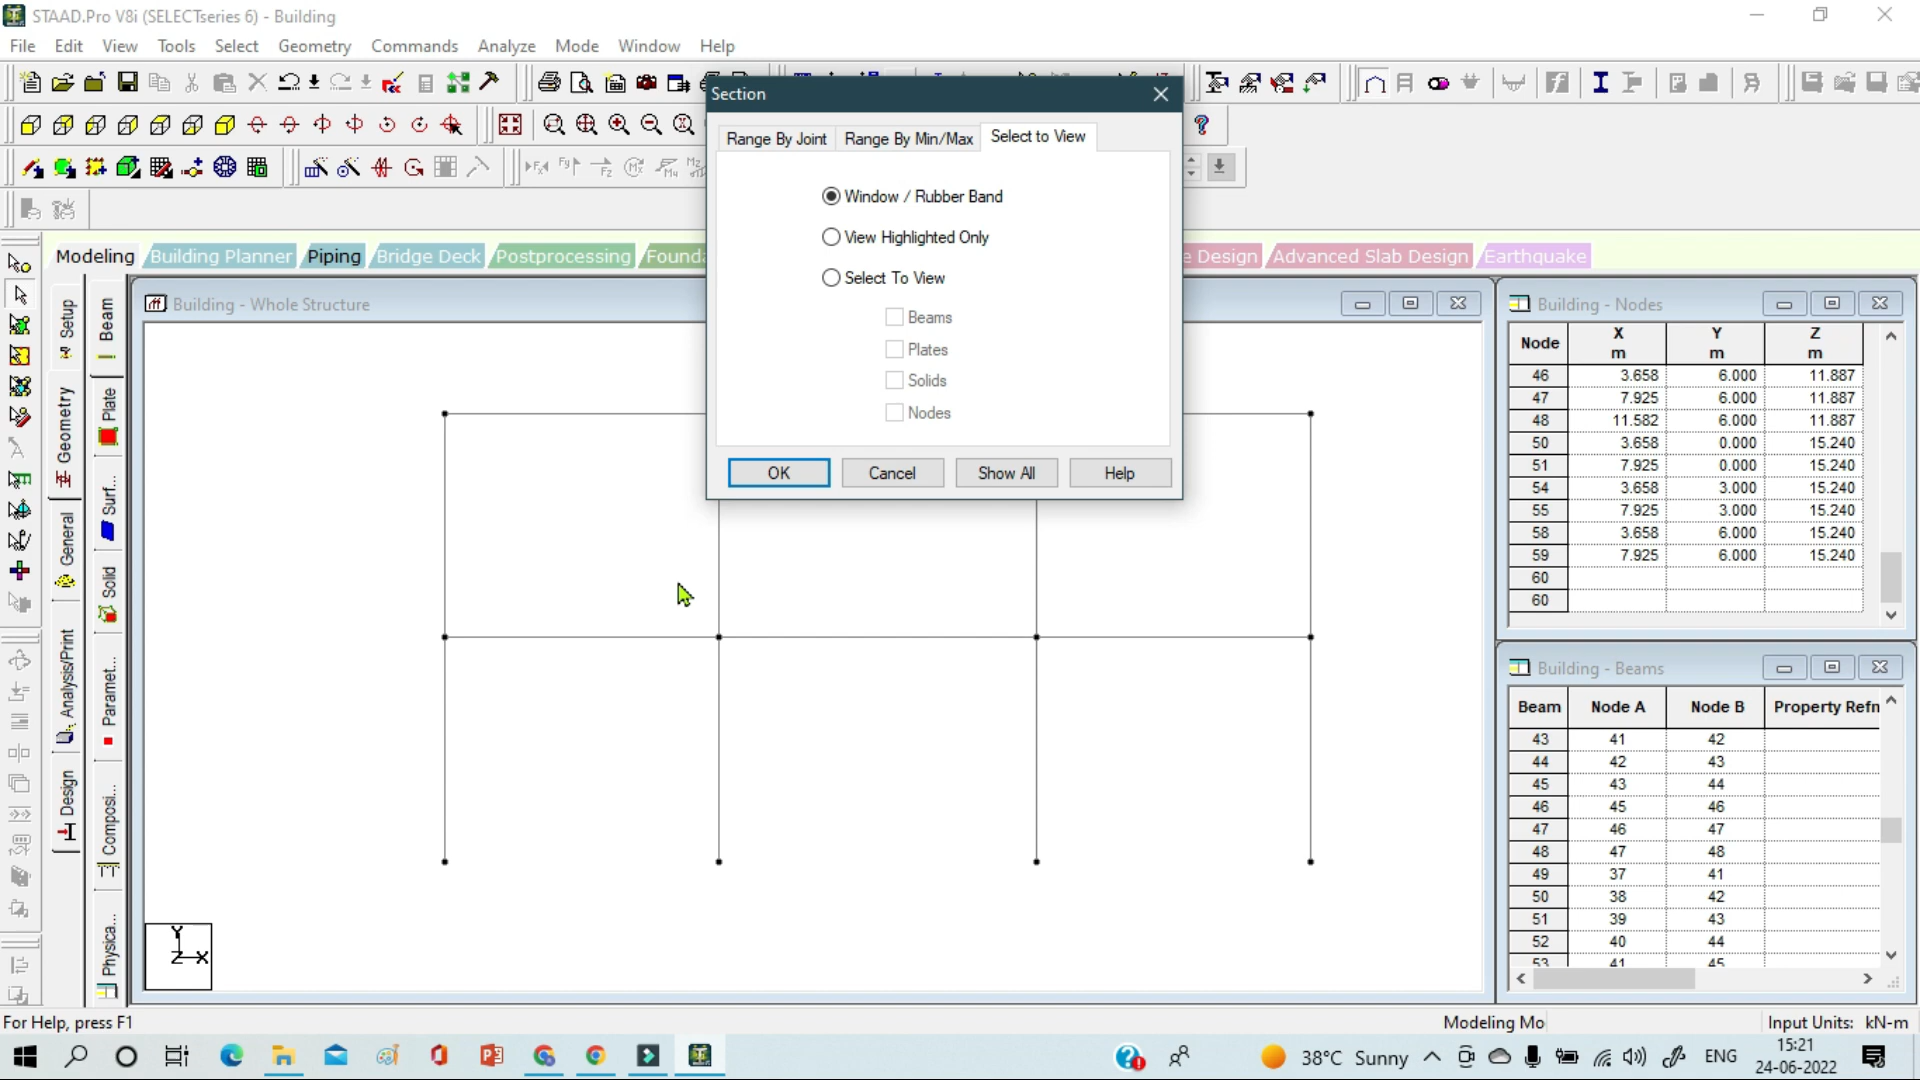 STAAD.Pro V8i (SELECTseries 6) - Building
File Edit View Tools Select Geometry Commands Analyze Mode Window Help
Section
Range By Joint Range By Min/Max Select to View
Window / Rubber Band
View Highlighted Only
Select To View
Beams
Plates
Solids
Nodes
OK Cancel Show All Help
Modeling Building Planner Piping Bridge Deck Postprocessing Founda e Design Advanced Slab Design Earthquake
Setup
Geometry
General
Analysis/Print
Design
Beam
Plate
Surf...
Solid
Paramet...
Composi...
Physica...
Building - Whole Structure
Y
Z X
Building - Nodes
Node X m Y m Z m
46 3.658 6.000 11.887
47 7.925 6.000 11.887
48 11.582 6.000 11.887
50 3.658 0.000 15.240
51 7.925 0.000 15.240
54 3.658 3.000 15.240
55 7.925 3.000 15.240
58 3.658 6.000 15.240
59 7.925 6.000 15.240
60
60
Building - Beams
Beam Node A Node B Property Refn
43 41 42
44 42 43
45 43 44
46 45 46
47 46 47
48 47 48
49 37 41
50 38 42
51 39 43
52 40 44
53 41 45
For Help, press F1
Modeling Mo
Input Units: kN-m
38°C Sunny
ENG
15:21
24-06-2022